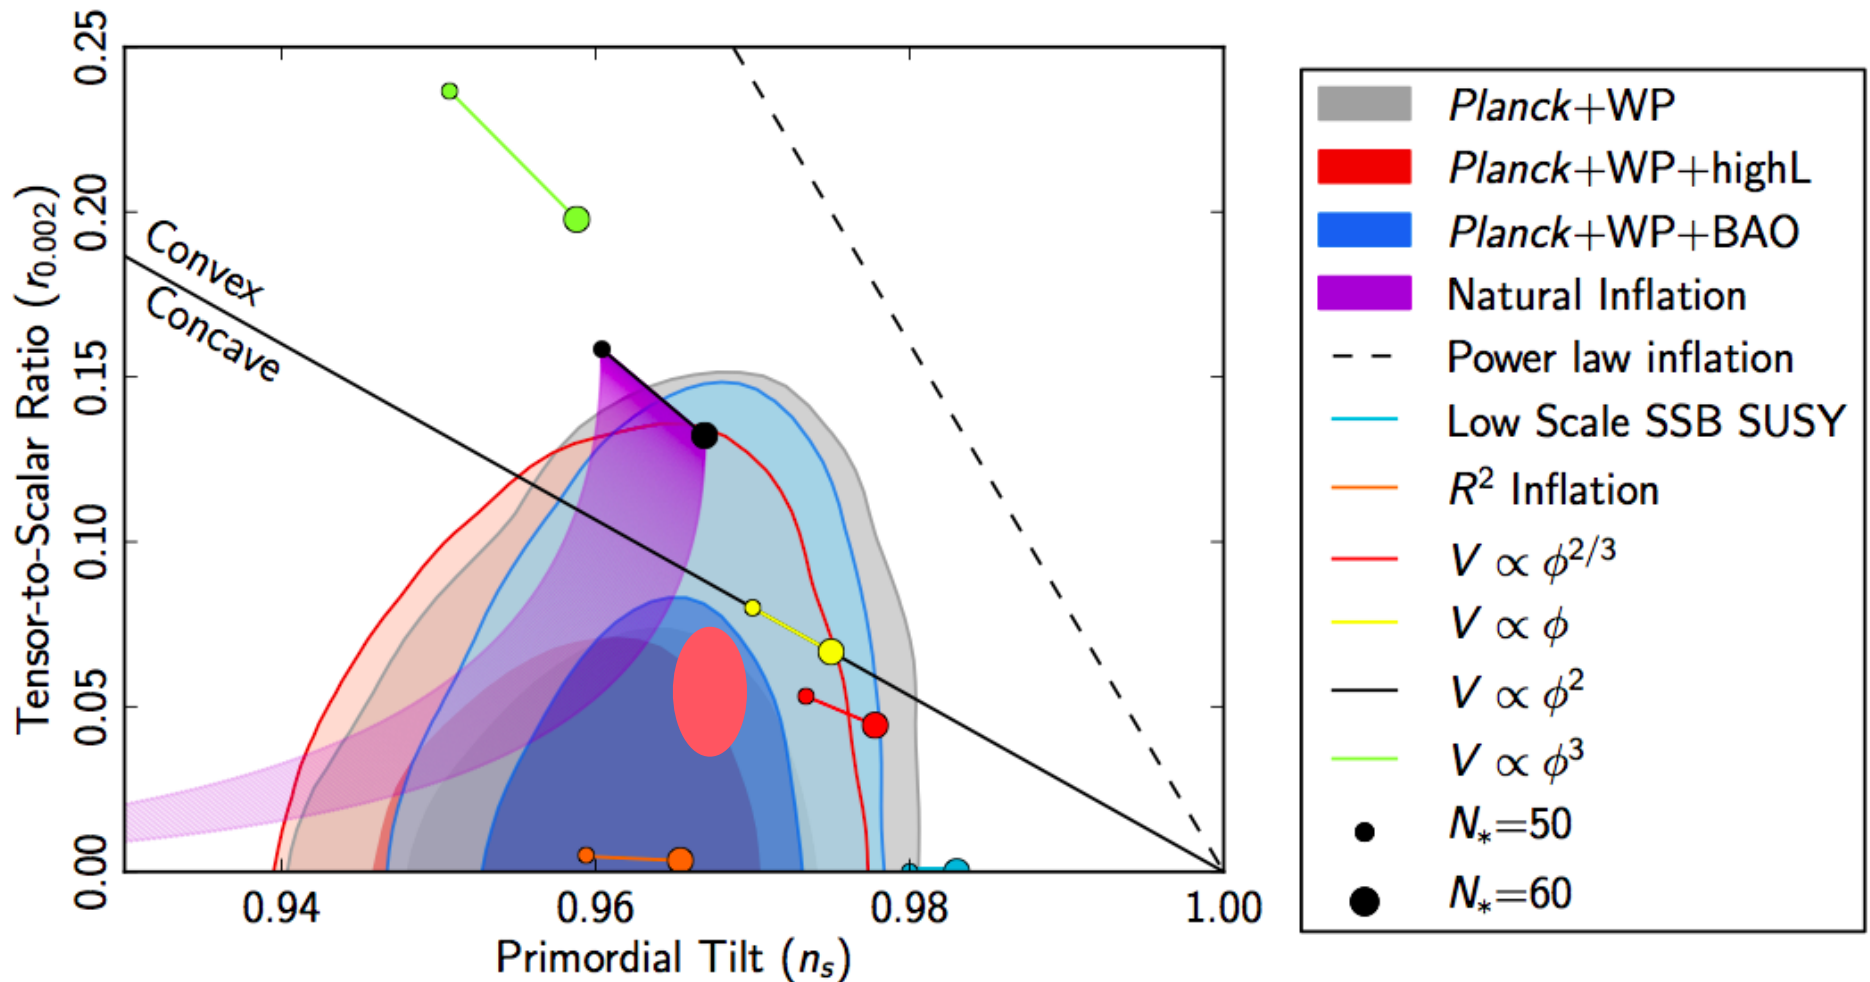 0.25
0.20
0.15
0.10
0.05
0.00
Tensor-to-Scalar Ratio (r0.002)
Convex
Concave
0.94 0.96 0.98 1.00
Primordial Tilt (ns)
Planck+WP
Planck+WP+highL
Planck+WP+BAO
Natural Inflation
Power law inflation
Low Scale SSB SUSY
R² Inflation
V ∝ ϕ^2/3
V ∝ ϕ
V ∝ ϕ²
V ∝ ϕ³
N*=50
N*=60